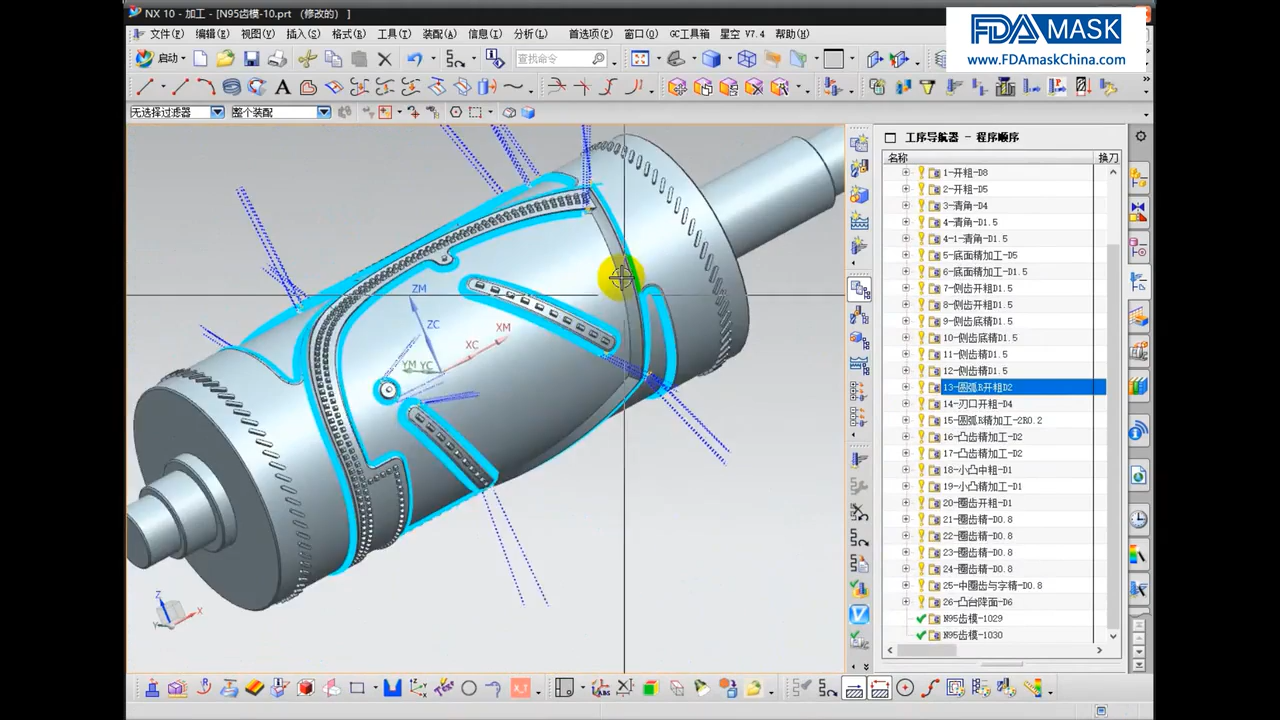 NX 10 - 加工 - [N95齿模-10.prt （修改的） ]
FDA MASK
www.FDAmaskChina.com
文件(F) 编辑(E) 视图(V) 插入(S) 格式(R) 工具(T) 装配(A) 信息(I) 分析(L) 首选项(P) 窗口(O) GC工具箱 星空 V7.4 帮助(H)
启动 查找命令
无选择过滤器 整个装配
工序导航器 - 程序顺序
名称 换刀
1-开粗-D8
2-开粗-D5
3-清角-D4
4-清角-D1.5
4-1-清角-D1.5
5-底面精加工-D5
6-底面精加工-D1.5
7-侧齿开粗D1.5
8-侧齿开粗D1.5
9-侧齿底精D1.5
10-侧齿底精D1.5
11-侧齿精D1.5
12-侧齿精D1.5
13-圆弧R开粗D2
14-刃口开粗-D4
15-圆弧R精加工-2R0.2
16-凸齿精加工-D2
17-凸齿精加工-D2
18-小凸中粗-D1
19-小凸精加工-D1
20-圈齿开粗-D1
21-圈齿精-D0.8
22-圈齿精-D0.8
23-圈齿精-D0.8
24-圈齿精-D0.8
25-中圈齿与字精-D0.8
26-凸台降面-D6
N95齿模-1029
N95齿模-1030
ZM
ZC
XM
XC
YM YC
Z
X
Y